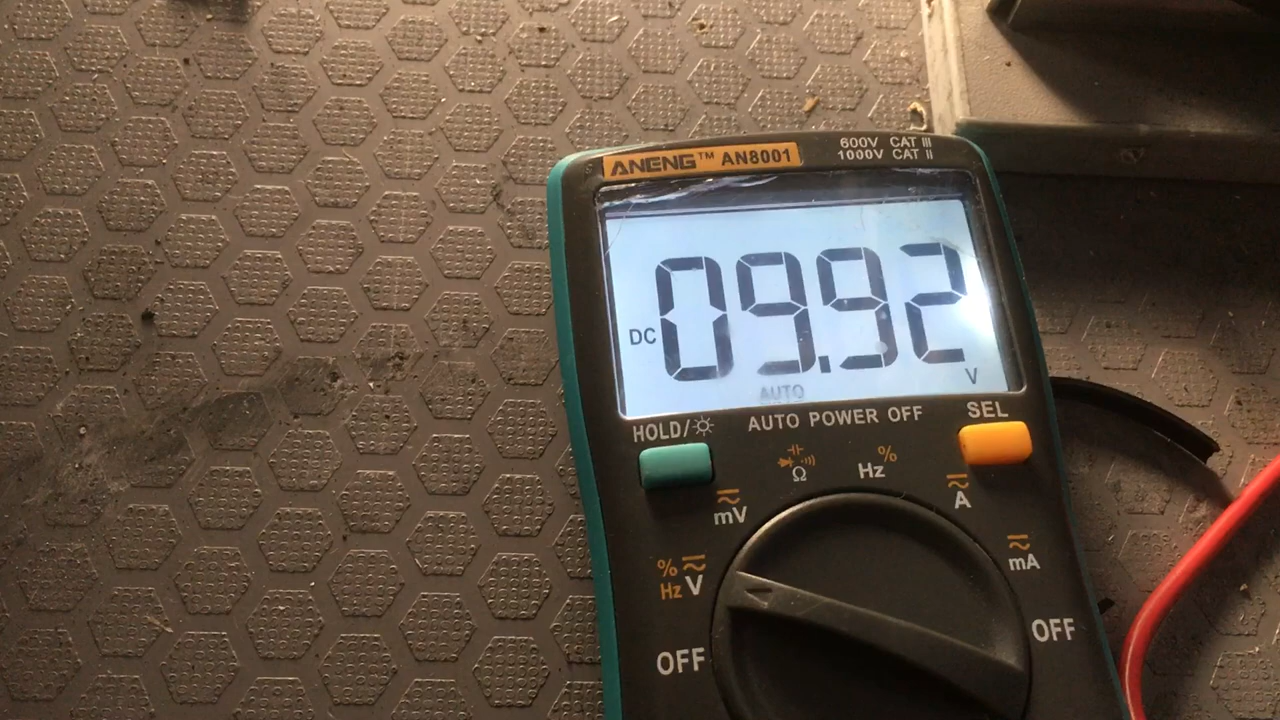 ANENG™ AN8001
600V CAT III
1000V CAT II
DC 09.92 V
AUTO
HOLD/☼ AUTO POWER OFF SEL
Ω
Hz %
mV
A
% Hz V
mA
OFF
OFF